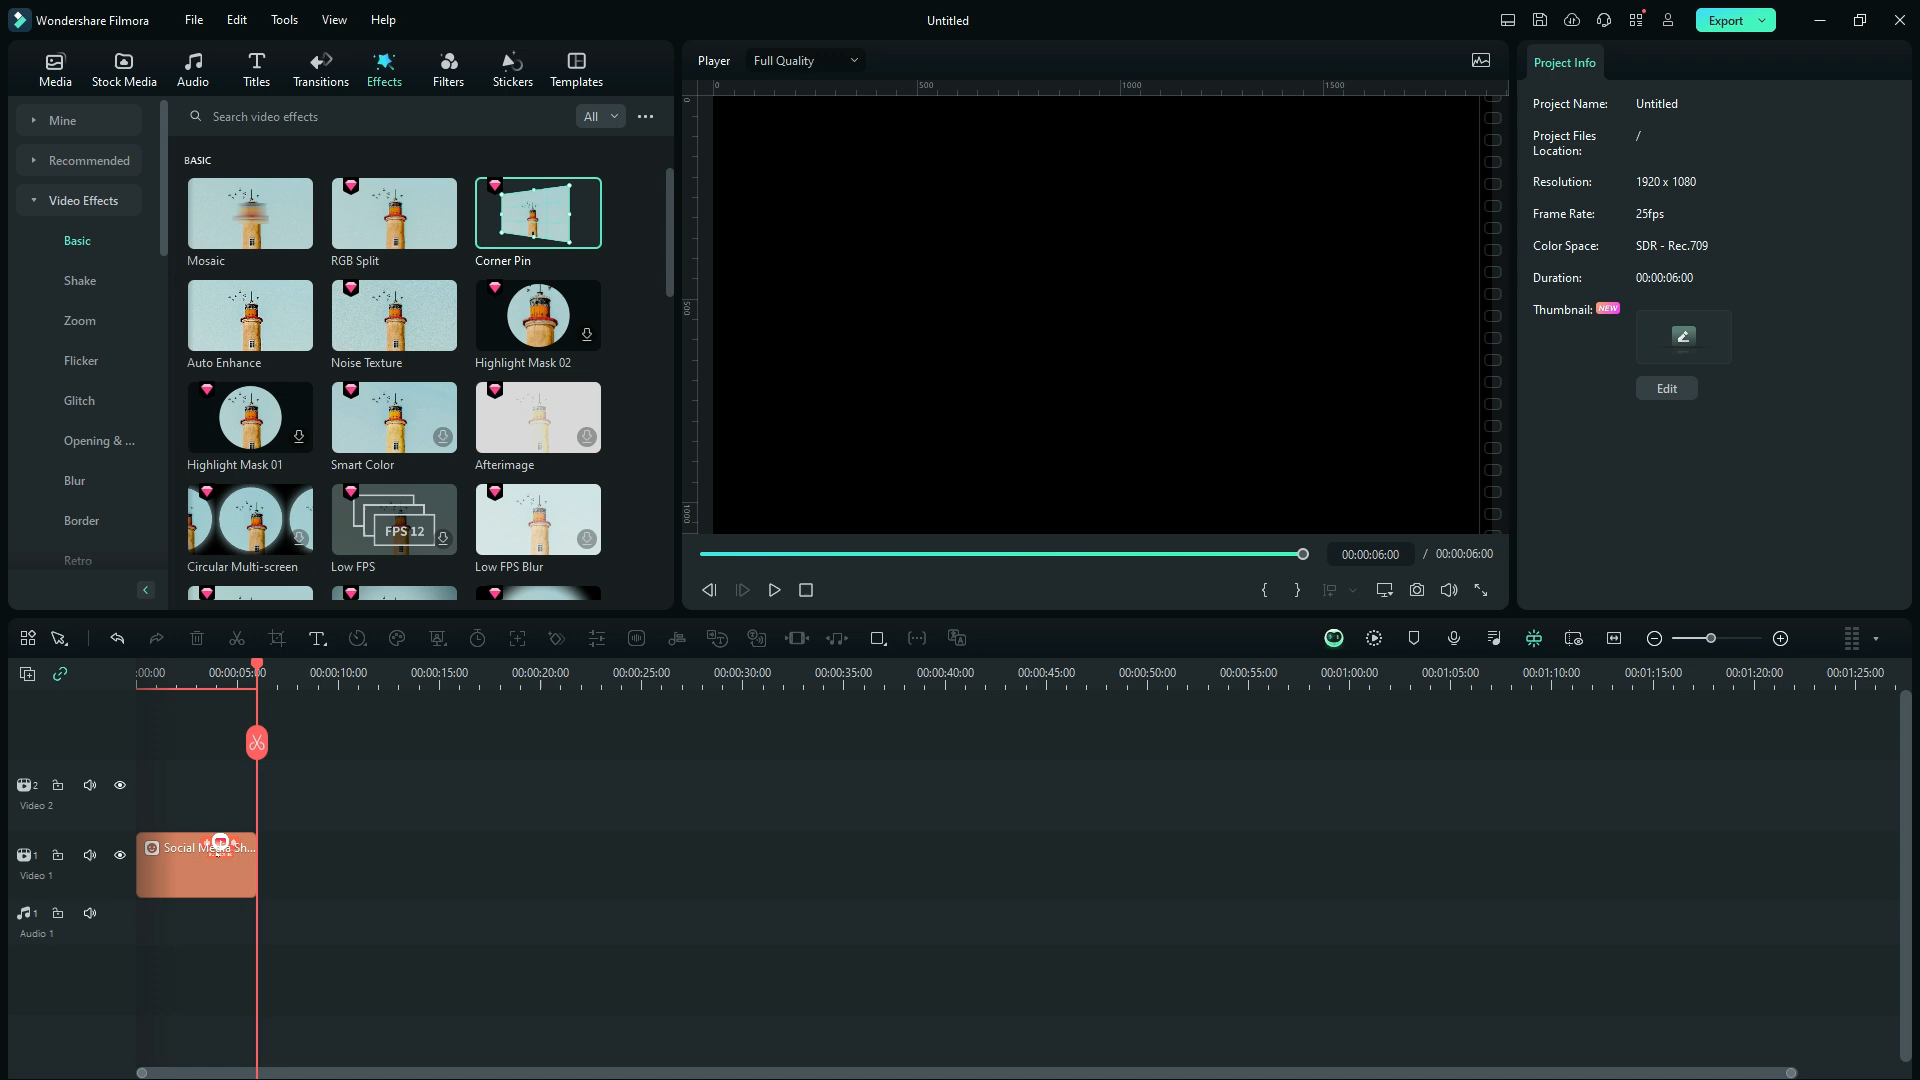 Wondershare Filmora
File
Edit
Tools
View
Help
Untitled
Export
Media
Stock Media
Audio
Titles
Transitions
Effects
Filters
Stickers
Templates
Player
Full Quality
Project Info
Mine
Recommended
Video Effects
Basic
Shake
Zoom
Flicker
Glitch
Opening & ...
Blur
Border
Retro
Search video effects
All
BASIC
Mosaic
RGB Split
Corner Pin
Auto Enhance
Noise Texture
Highlight Mask 02
Highlight Mask 01
Smart Color
Afterimage
FPS 12
Circular Multi-screen
Low FPS
Low FPS Blur
0
500
1000
1500
0
500
1000
00:00:06:00 / 00:00:06:00
Project Name: Untitled
Project Files Location: /
Resolution: 1920 x 1080
Frame Rate: 25fps
Color Space: SDR - Rec.709
Duration: 00:00:06:00
Thumbnail: NEW
Edit
:00:00
00:00:05:00
00:00:10:00
00:00:15:00
00:00:20:00
00:00:25:00
00:00:30:00
00:00:35:00
00:00:40:00
00:00:45:00
00:00:50:00
00:00:55:00
00:01:00:00
00:01:05:00
00:01:10:00
00:01:15:00
00:01:20:00
00:01:25:00
2
Video 2
1
Video 1
Social Media Sh...
1
Audio 1